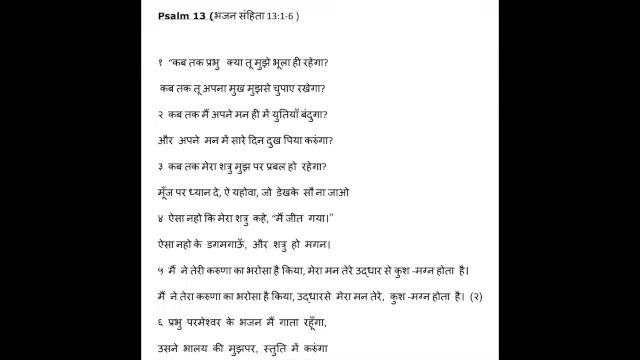 Psalm 13 (भजन संहिता 13:1-6 )
१ “कब तक प्रभु क्या तू मुझे भूला ही रहेगा?
कब तक तू अपना मुख मुझसे चुपाए रखेगा?
२ कब तक मैं अपने मन ही में युतियाँ बंदुगा?
और अपने मन में सारे दिन दुख पिया करुंगा?
३ कब तक मेरा शत्रु मुझ पर प्रबल हो रहेगा?
मूँज पर ध्यान दे, ऐ यहोवा, जो डेखके सौ ना जाओ
४ ऐसा नहो कि मेरा शत्रु कहे, “मैं जीत गया।”
ऐसा नहो के डगमगाऊँ, और शत्रु हो मगन।
५ मैं ने तेरी करुणा का भरोसा है किया, मेरा मन तेरे उद्धार से कुश -मग्न होता है।
मैं ने तेरा करुणा का भरोसा है किया, उद्धारसे मेरा मन तेरे, कुश -मग्न होता है। (२)
६ प्रभु परमेश्वर के भजन मैं गाता रहूँगा,
उसने भालय की मुझपर, स्तुति में करुंगा